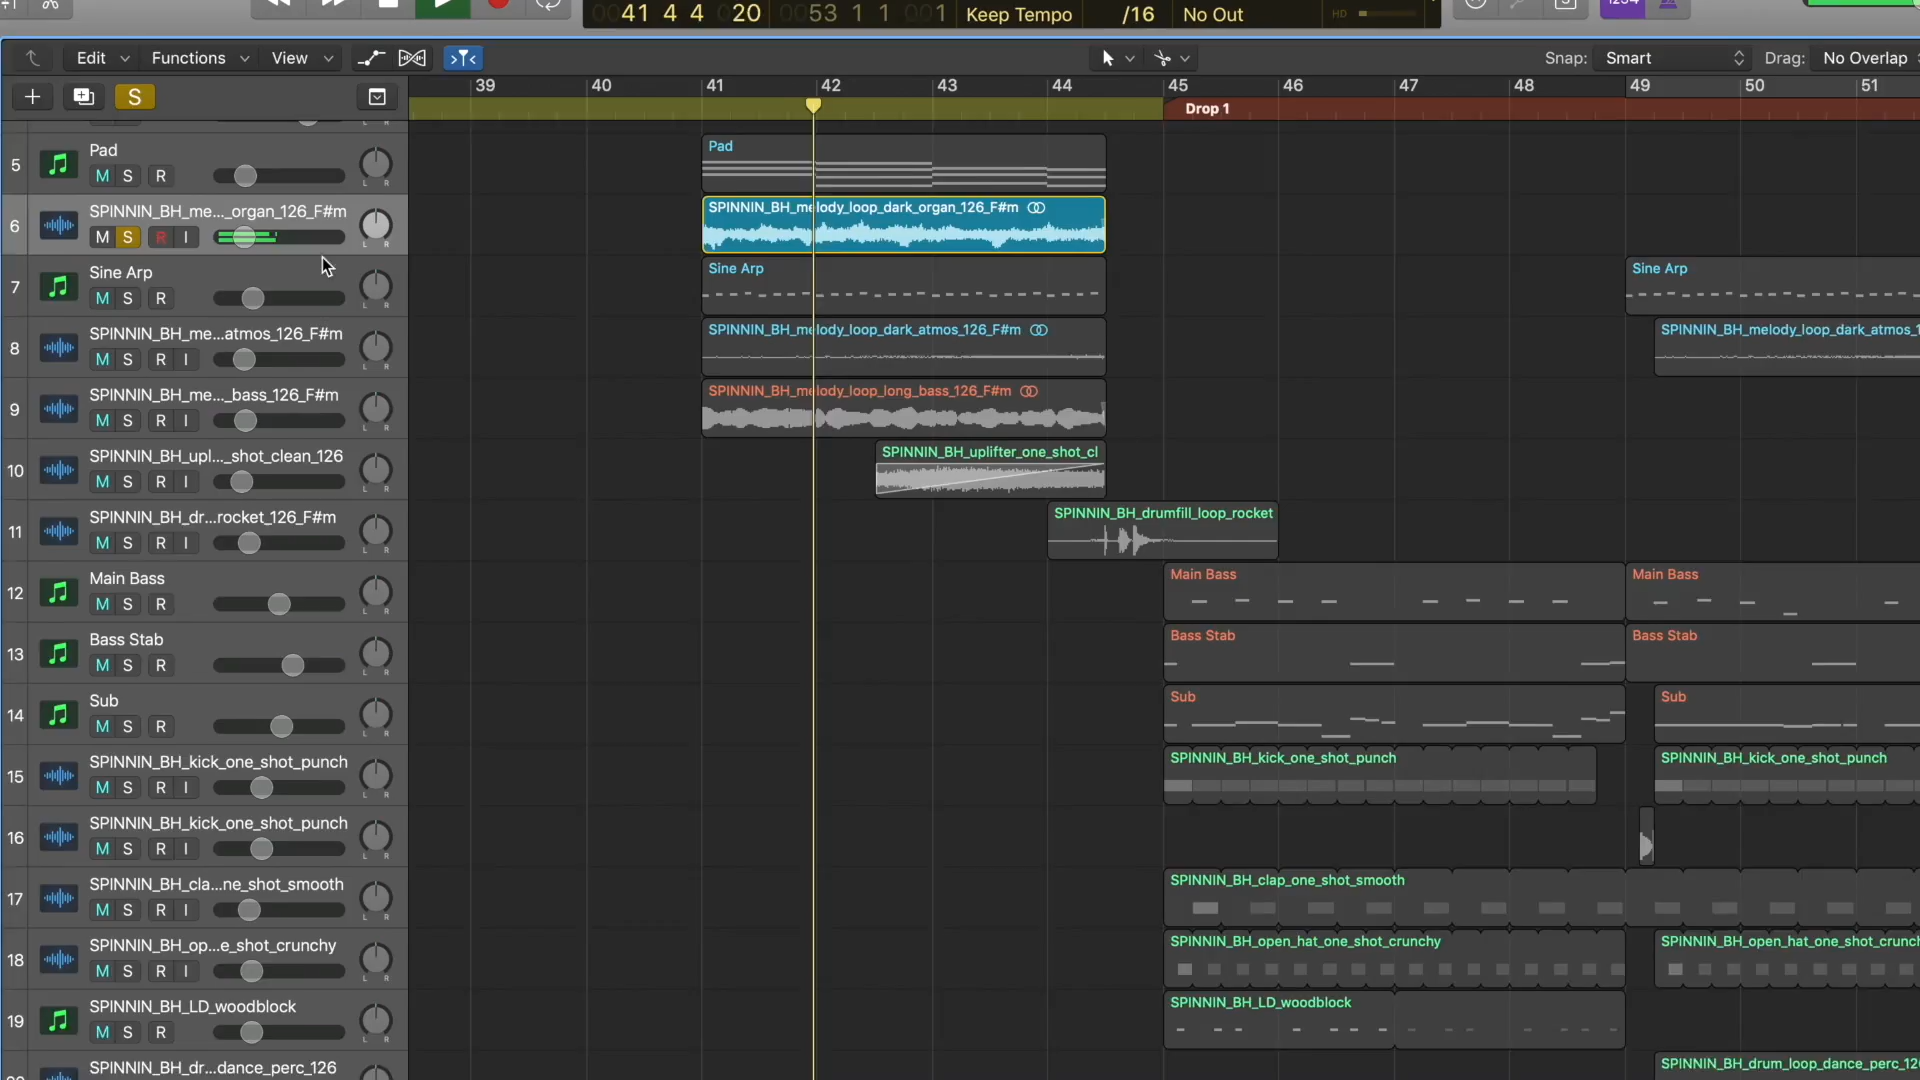 41 4 4 020 0053 1 1 001 Keep Tempo /16 No Out HD
1234
Edit Functions View Snap: Smart Drag: No Overlap
S 39 40 41 42 43 44 45 46 47 48 49 50 51
Drop 1
5 Pad M S R L R Pad
6 SPINNIN_BH_me..._organ_126_F#m M S R I L R SPINNIN_BH_melody_loop_dark_organ_126_F#m
7 Sine Arp M S R L R Sine Arp Sine Arp
8 SPINNIN_BH_me...atmos_126_F#m M S R I L R SPINNIN_BH_melody_loop_dark_atmos_126_F#m SPINNIN_BH_melody_loop_dark_atmos_1
9 SPINNIN_BH_me..._bass_126_F#m M S R I L R SPINNIN_BH_melody_loop_long_bass_126_F#m
10 SPINNIN_BH_upl..._shot_clean_126 M S R I L R SPINNIN_BH_uplifter_one_shot_cl
11 SPINNIN_BH_dr...rocket_126_F#m M S R I L R SPINNIN_BH_drumfill_loop_rocket
12 Main Bass M S R L R Main Bass Main Bass
13 Bass Stab M S R L R Bass Stab Bass Stab
14 Sub M S R L R Sub Sub
15 SPINNIN_BH_kick_one_shot_punch M S R I L R SPINNIN_BH_kick_one_shot_punch SPINNIN_BH_kick_one_shot_punch
16 SPINNIN_BH_kick_one_shot_punch M S R I L R
17 SPINNIN_BH_cla...ne_shot_smooth M S R I L R SPINNIN_BH_clap_one_shot_smooth
18 SPINNIN_BH_op...e_shot_crunchy M S R I L R SPINNIN_BH_open_hat_one_shot_crunchy SPINNIN_BH_open_hat_one_shot_crunch
19 SPINNIN_BH_LD_woodblock M S R L R SPINNIN_BH_LD_woodblock
SPINNIN_BH_dr...dance_perc_126 SPINNIN_BH_drum_loop_dance_perc_12